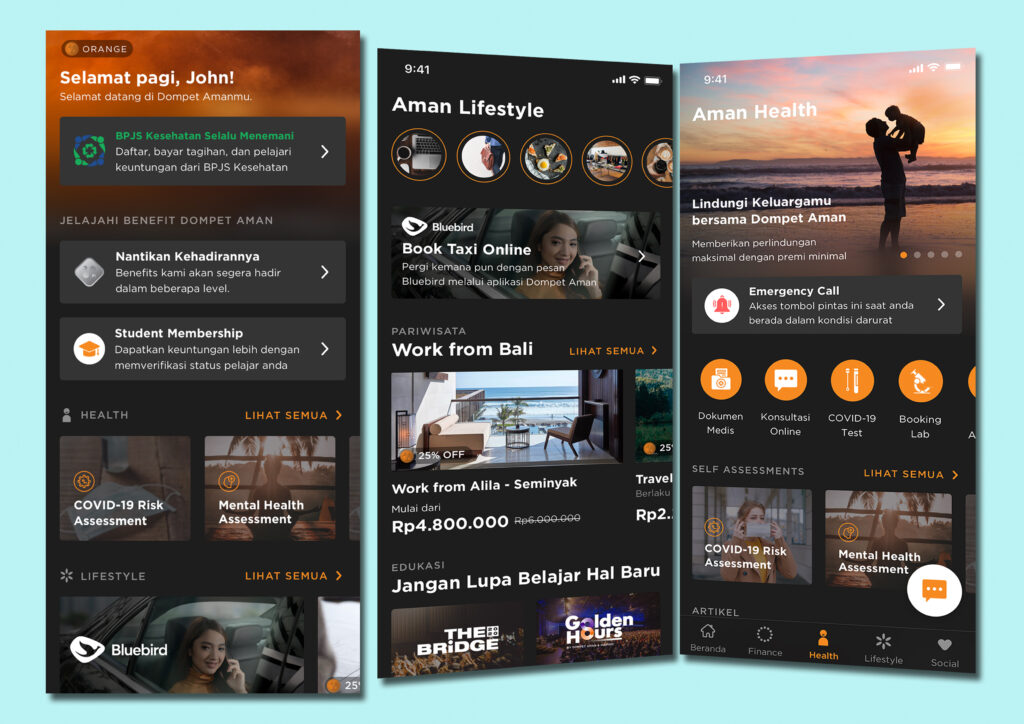 ORANGE
Selamat pagi, John!
Selamat datang di Dompet Amanmu.
BPJS Kesehatan Selalu Menemani
Daftar, bayar tagihan, dan pelajari
keuntungan dari BPJS Kesehatan
JELAJAHI BENEFIT DOMPET AMAN
Nantikan Kehadirannya
Benefits kami akan segera hadir
dalam beberapa level.
Student Membership
Dapatkan keuntungan lebih dengan
memverifikasi status pelajar anda
HEALTH
LIHAT SEMUA
COVID-19 Risk
Assessment
Mental Health
Assessment
LIFESTYLE
LIHAT SEMUA
Bluebird
25
9:41
Aman Lifestyle
Bluebird
Book Taxi Online
Pergi kemana pun dengan pesan
Bluebird melalui aplikasi Dompet Aman
PARIWISATA
Work from Bali
LIHAT SEMUA
25% OFF
25
Work from Alila - Seminyak
Mulai dari
Rp4.800.000 Rp6.000.000
Travel
Berlaku
Rp2.
EDUKASI
Jangan Lupa Belajar Hal Baru
THE
BRiDGE
Golden
Hours
9:41
Aman Health
Lindungi Keluargamu
bersama Dompet Aman
Memberikan perlindungan
maksimal dengan premi minimal
Emergency Call
Akses tombol pintas ini saat anda
berada dalam kondisi darurat
Dokumen
Medis
Konsultasi
Online
COVID-19
Test
Booking
Lab
A
SELF ASSESSMENTS
LIHAT SEMUA
COVID-19 Risk
Assessment
Mental Health
Assessment
ARTIKEL
Beranda
Finance
Health
Lifestyle
Social